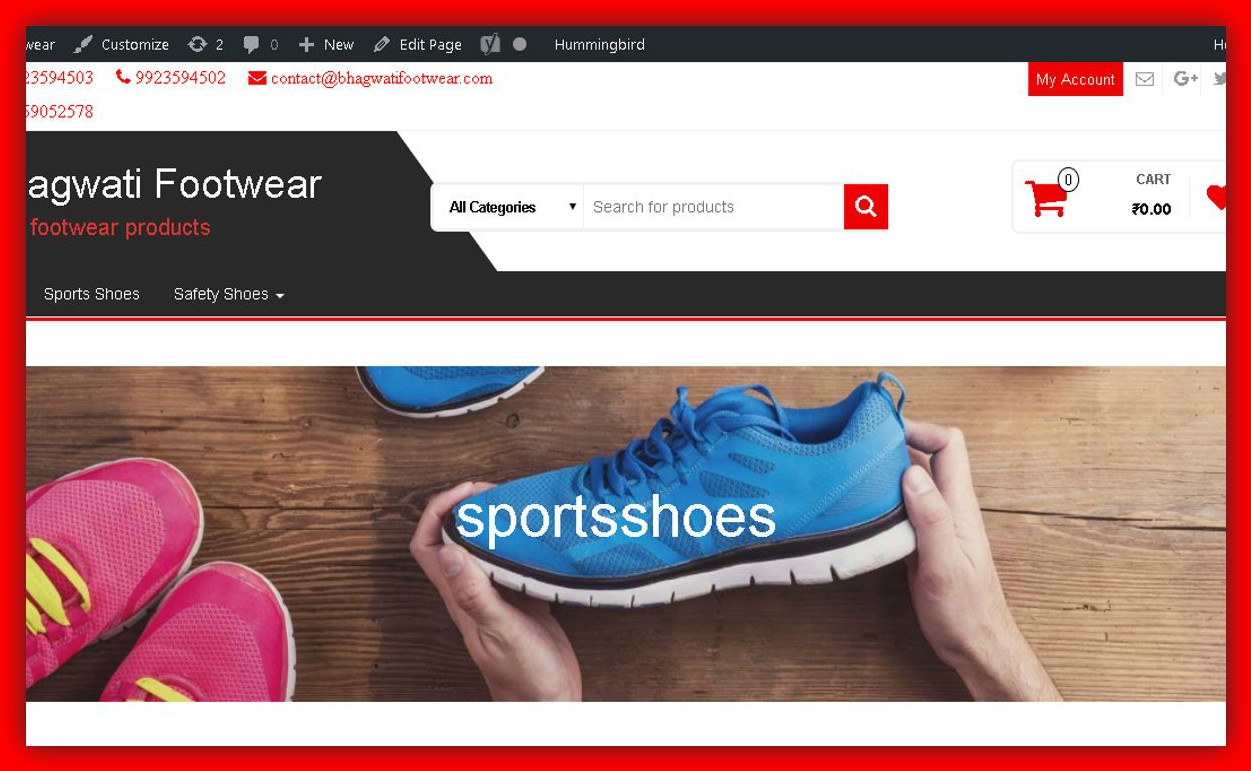 wear Customize 2 0 New Edit Page Hummingbird
23594503 9923594502 contact@bhagwatifootwear.com My Account G+
59052578
agwati Footwear
footwear products
All Categories Search for products
0 CART
₹0.00
Sports Shoes Safety Shoes
sportsshoes